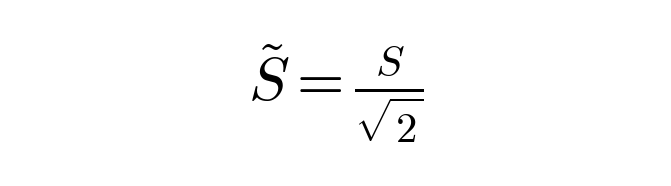 S̃ = S/√2